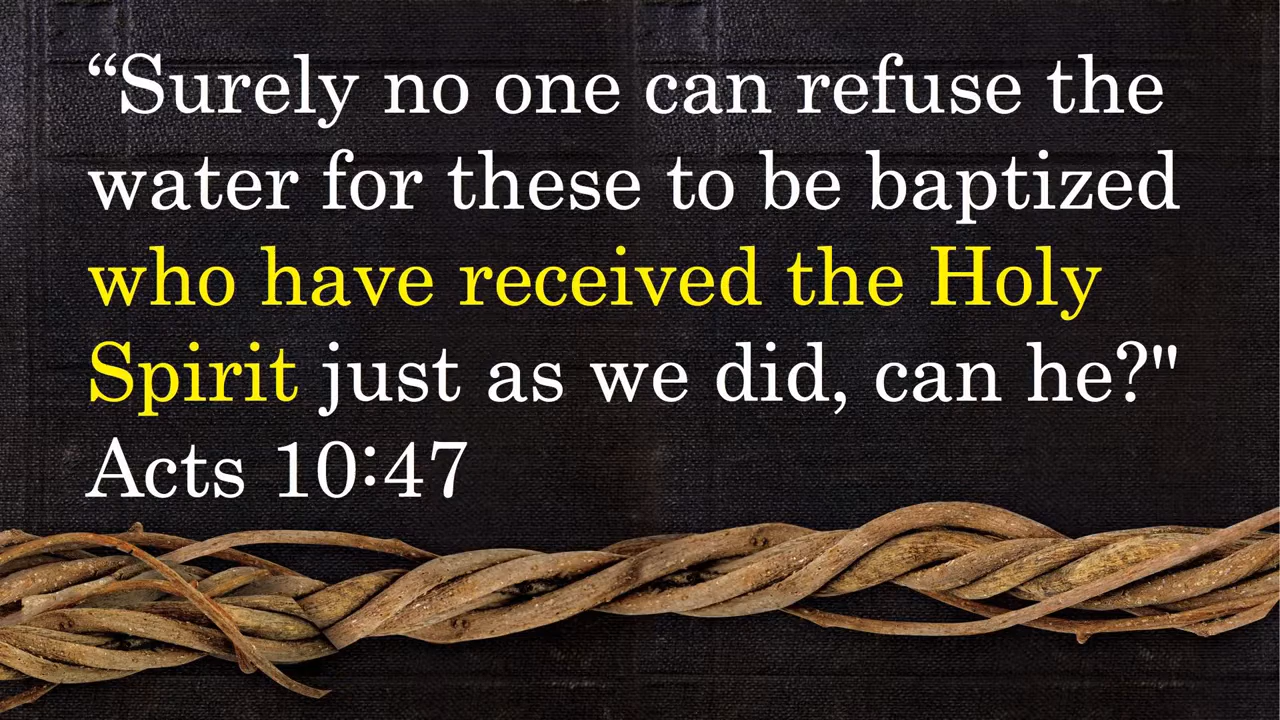 “Surely no one can refuse the
water for these to be baptized
who have received the Holy
Spirit just as we did, can he?"
Acts 10:47